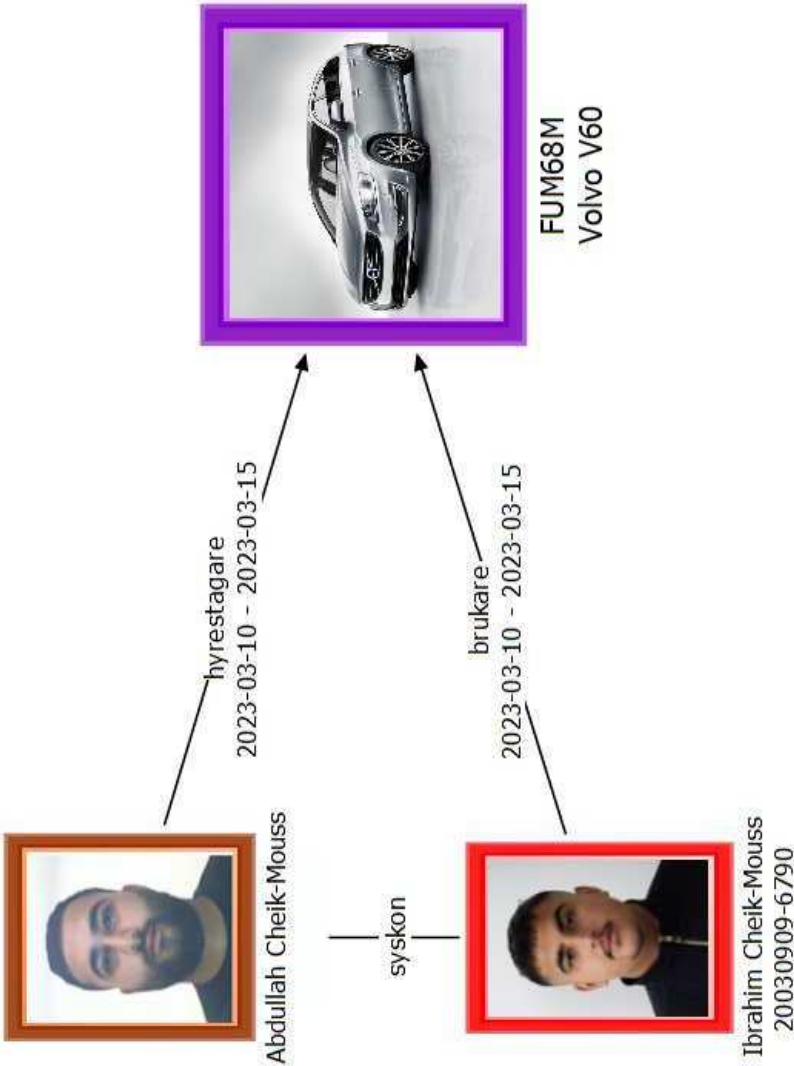 Abdullah Cheik-Mouss
hyrestagare
2023-03-10 - 2023-03-15
FUM68M
Volvo V60
syskon
brukare
2023-03-10 - 2023-03-15
Ibrahim Cheik-Mouss
20030909-6790